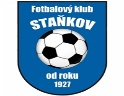 Fotbalový klub
STAŇKOV
od roku
1927